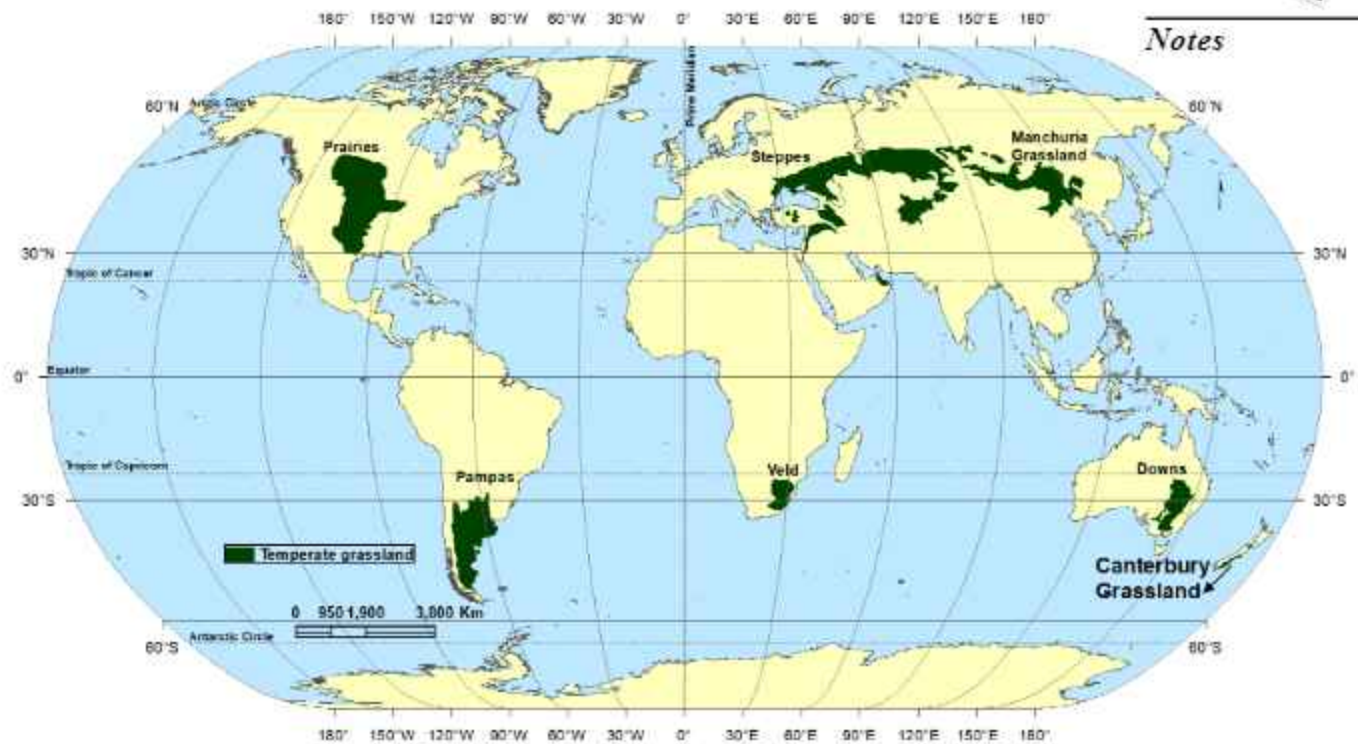 180° 150°W 120°W 90°W 60°W 30°W 0° 30°E 60°E 90°E 120°E 150°E 180°
Notes
Prime Meridian
60°N Arctic Circle 60°N
Prairies
Steppes
Manchuria
Grassland
30°N 30°N
Tropic of Cancer
0° Equator 0°
Tropic of Capricorn
Pampas
Veld
Downs
30°S 30°S
Temperate grassland
Canterbury
Grassland
0 950 1,900 3,800 Km
Antarctic Circle
60°S 60°S
180° 150°W 120°W 90°W 60°W 30°W 0° 30°E 60°E 90°E 120°E 150°E 180°